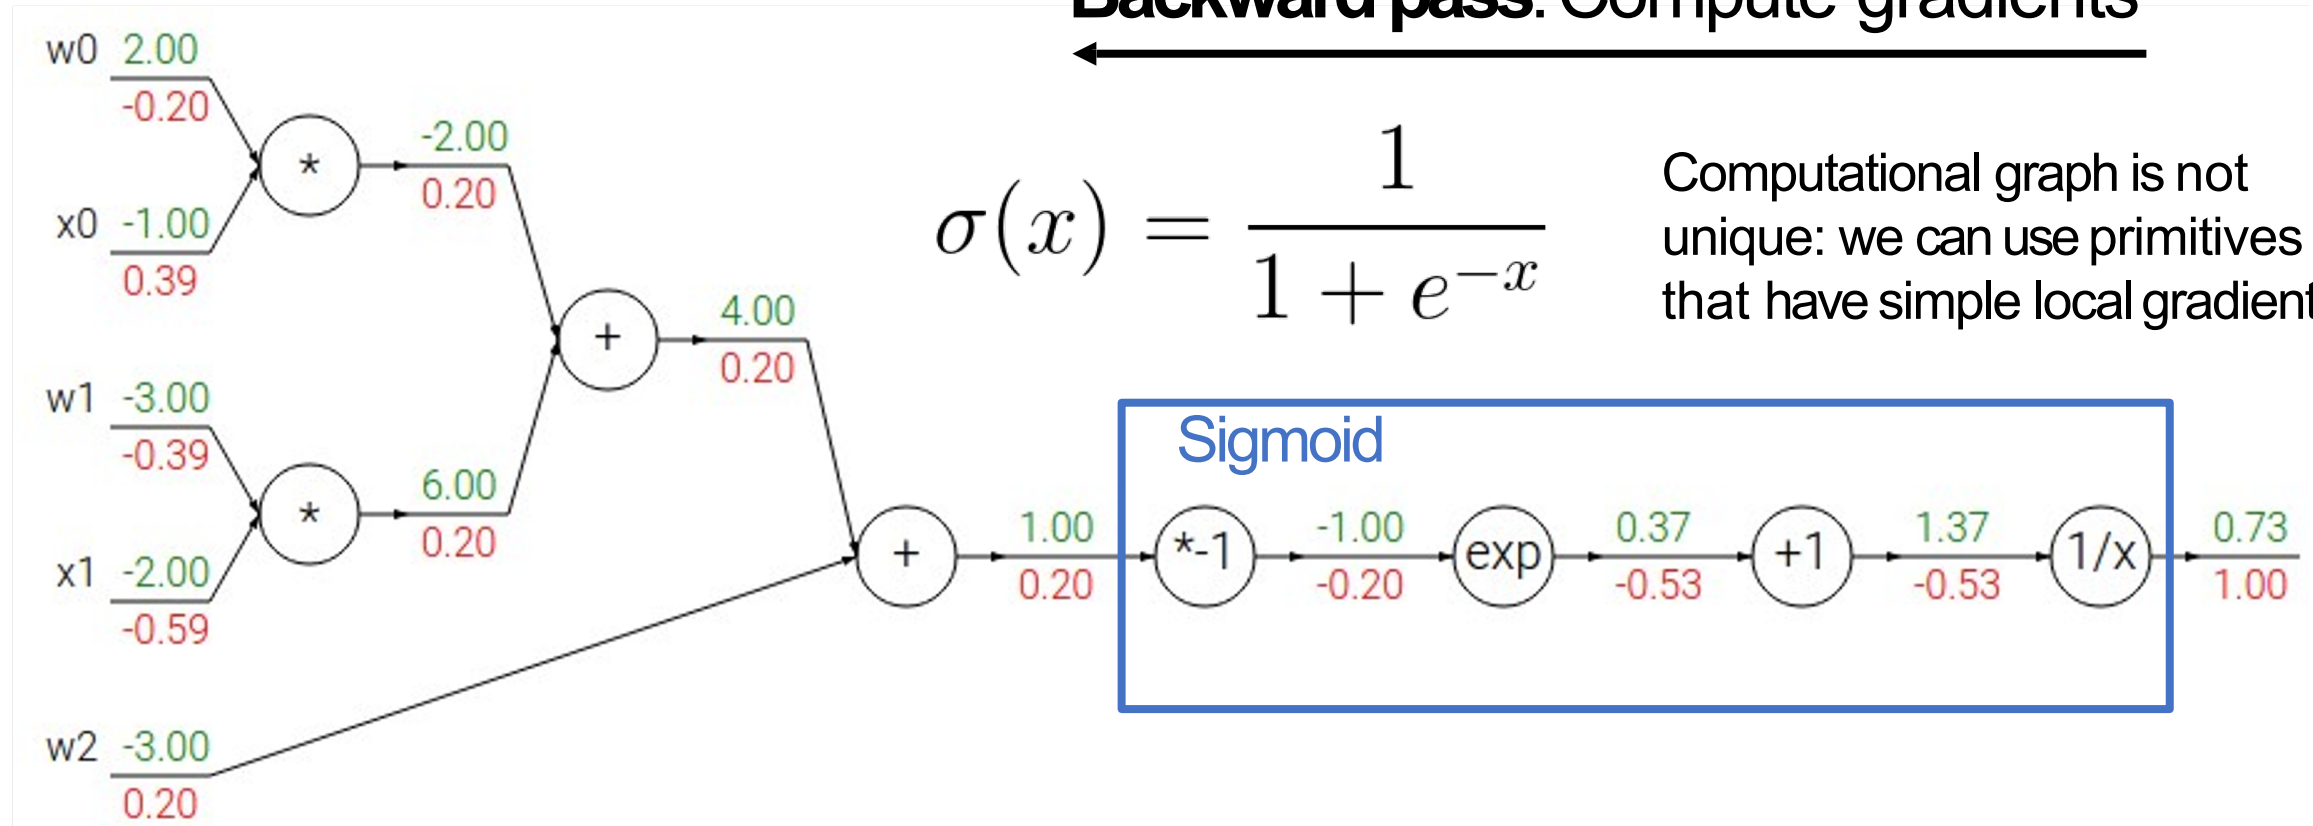 Backward pass: Compute gradients
w0 2.00
-0.20
*
-2.00
0.20
x0 -1.00
0.39
σ(x) = 1 / (1 + e^{-x})
Computational graph is not
unique: we can use primitives
that have simple local gradient
+
4.00
0.20
w1 -3.00
-0.39
*
6.00
0.20
x1 -2.00
-0.59
Sigmoid
+
1.00
0.20
*-1
-1.00
-0.20
exp
0.37
-0.53
+1
1.37
-0.53
1/x
0.73
1.00
w2 -3.00
0.20